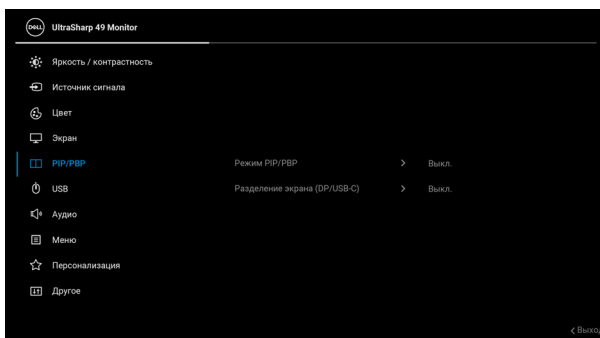 DELL UltraSharp 49 Monitor
Яркость / контрастность
Источник сигнала
Цвет
Экран
PIP/PBP Режим PIP/PBP Выкл.
USB Разделение экрана (DP/USB-C) Выкл.
Аудио
Меню
Персонализация
Другое
Выход